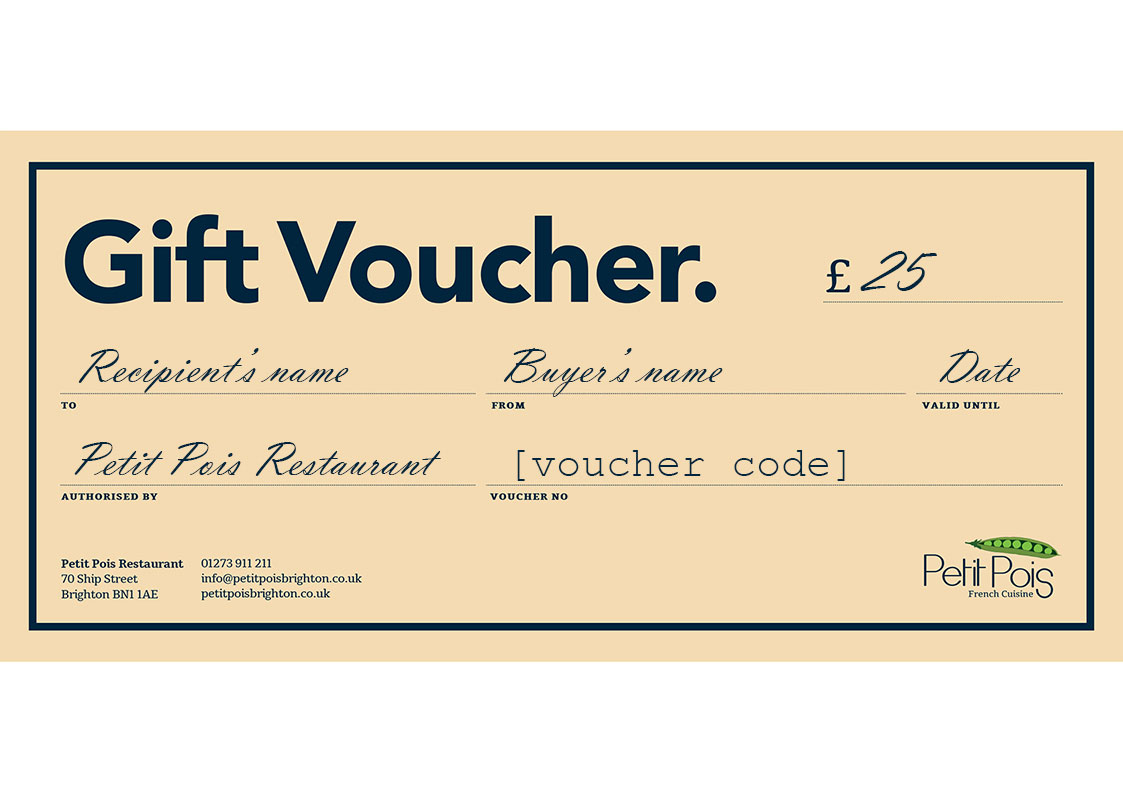 Gift Voucher.
£ 25
Recipient's name
Buyer's name
Date
TO
FROM
VALID UNTIL
Petit Pois Restaurant
[voucher code]
AUTHORISED BY
VOUCHER NO
Petit Pois Restaurant
70 Ship Street
Brighton BN1 1AE
01273 911 211
info@petitpoisbrighton.co.uk
petitpoisbrighton.co.uk
Petit Pois
French Cuisine